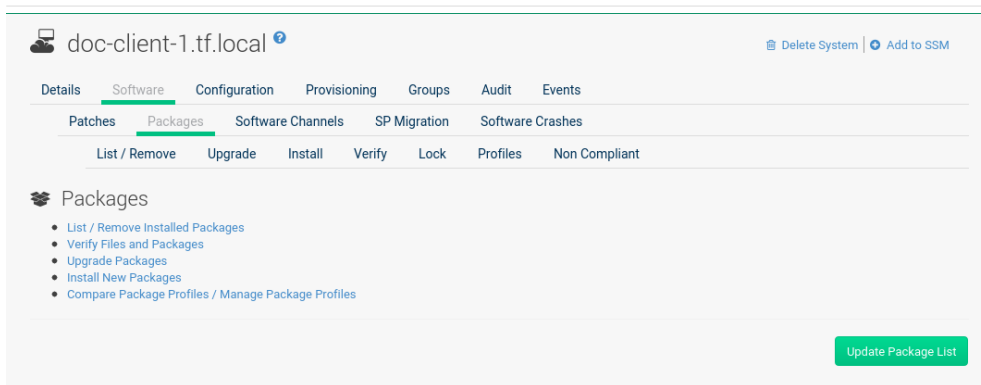 doc-client-1.tf.local ?
Delete System | Add to SSM
Details Software Configuration Provisioning Groups Audit Events
Patches Packages Software Channels SP Migration Software Crashes
List / Remove Upgrade Install Verify Lock Profiles Non Compliant
Packages
List / Remove Installed Packages
Verify Files and Packages
Upgrade Packages
Install New Packages
Compare Package Profiles / Manage Package Profiles
Update Package List